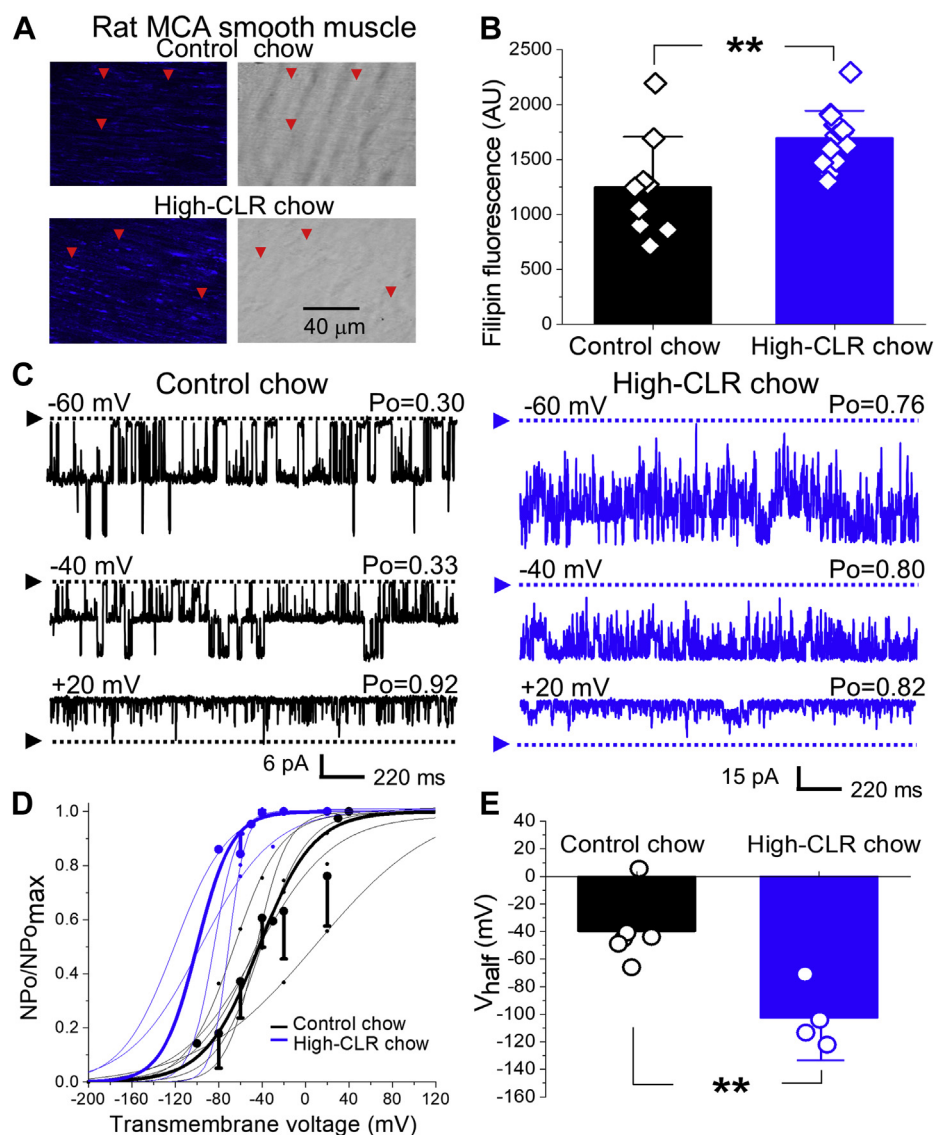 A
Rat MCA smooth muscle
Control chow
High-CLR chow
40 μm
B
**
Filipin fluorescence (AU)
2500
2000
1500
1000
500
0
Control chow
High-CLR chow
C
Control chow
-60 mV
Po=0.30
-40 mV
Po=0.33
+20 mV
Po=0.92
6 pA
220 ms
High-CLR chow
-60 mV
Po=0.76
-40 mV
Po=0.80
+20 mV
Po=0.82
15 pA
220 ms
D
NPo/NPomax
1.0
0.8
0.6
0.4
0.2
0.0
Control chow
High-CLR chow
-200 -160 -120 -80 -40 0 40 80 120
Transmembrane voltage (mV)
E
Vhalf (mV)
40
20
0
-20
-40
-60
-80
-100
-120
-140
-160
Control chow
High-CLR chow
**